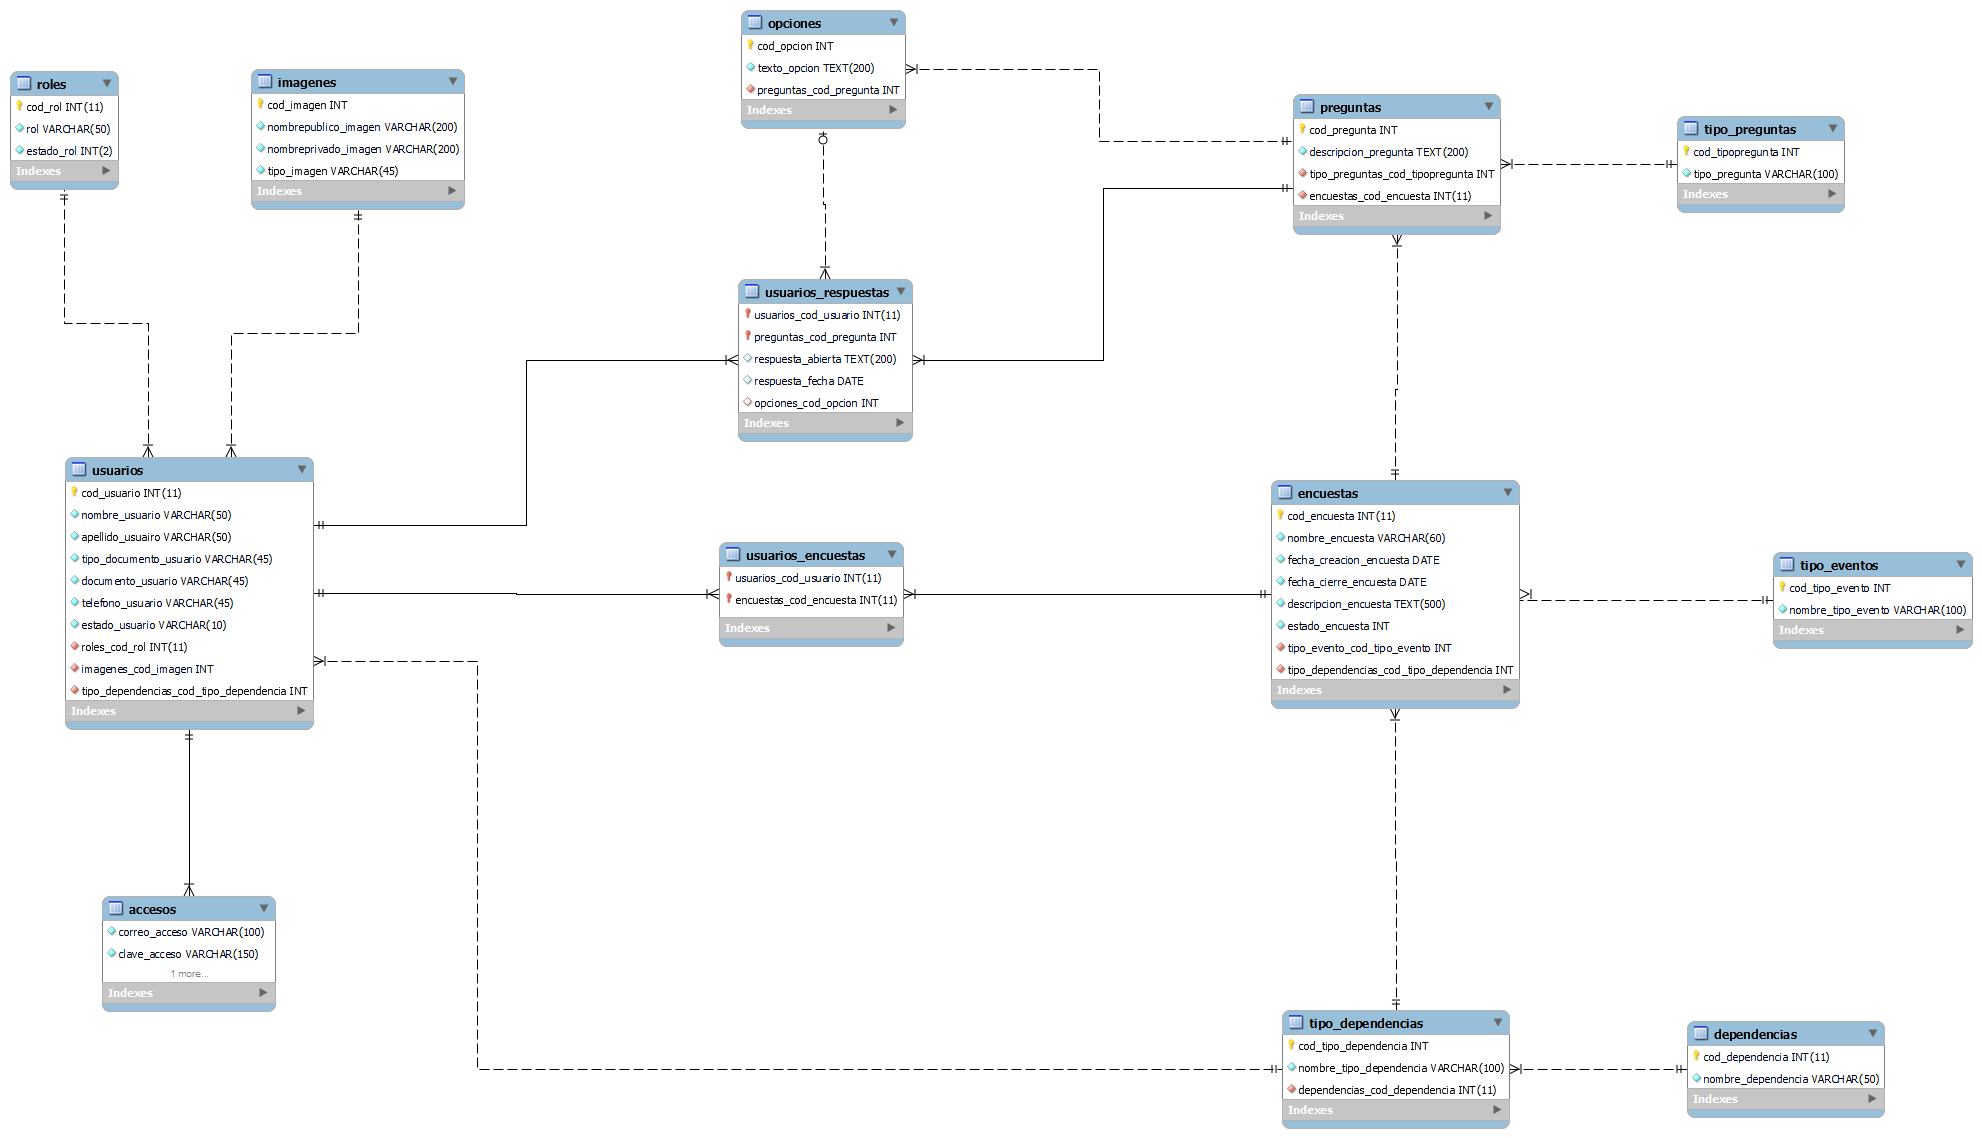 roles
cod_rol INT(11)
rol VARCHAR(50)
estado_rol INT(2)
Indexes
imagenes
cod_imagen INT
nombrepublico_imagen VARCHAR(200)
nombreprivado_imagen VARCHAR(200)
tipo_imagen VARCHAR(45)
Indexes
opciones
cod_opcion INT
texto_opcion TEXT(200)
preguntas_cod_pregunta INT
Indexes
preguntas
cod_pregunta INT
descripcion_pregunta TEXT(200)
tipo_preguntas_cod_tipopregunta INT
encuestas_cod_encuesta INT(11)
Indexes
tipo_preguntas
cod_tipopregunta INT
tipo_pregunta VARCHAR(100)
Indexes
usuarios_respuestas
usuarios_cod_usuario INT(11)
preguntas_cod_pregunta INT
respuesta_abierta TEXT(200)
respuesta_fecha DATE
opciones_cod_opcion INT
Indexes
usuarios
cod_usuario INT(11)
nombre_usuario VARCHAR(50)
apellido_usuairo VARCHAR(50)
tipo_documento_usuario VARCHAR(45)
documento_usuario VARCHAR(45)
telefono_usuario VARCHAR(45)
estado_usuario VARCHAR(10)
roles_cod_rol INT(11)
imagenes_cod_imagen INT
tipo_dependencias_cod_tipo_dependencia INT
Indexes
usuarios_encuestas
usuarios_cod_usuario INT(11)
encuestas_cod_encuesta INT(11)
Indexes
encuestas
cod_encuesta INT(11)
nombre_encuesta VARCHAR(60)
fecha_creacion_encuesta DATE
fecha_cierre_encuesta DATE
descripcion_encuesta TEXT(500)
estado_encuesta INT
tipo_evento_cod_tipo_evento INT
tipo_dependencias_cod_tipo_dependencia INT
Indexes
tipo_eventos
cod_tipo_evento INT
nombre_tipo_evento VARCHAR(100)
Indexes
accesos
correo_acceso VARCHAR(100)
clave_acceso VARCHAR(150)
1 more...
Indexes
tipo_dependencias
cod_tipo_dependencia INT
nombre_tipo_dependencia VARCHAR(100)
dependencias_cod_dependencia INT(11)
Indexes
dependencias
cod_dependencia INT(11)
nombre_dependencia VARCHAR(50)
Indexes